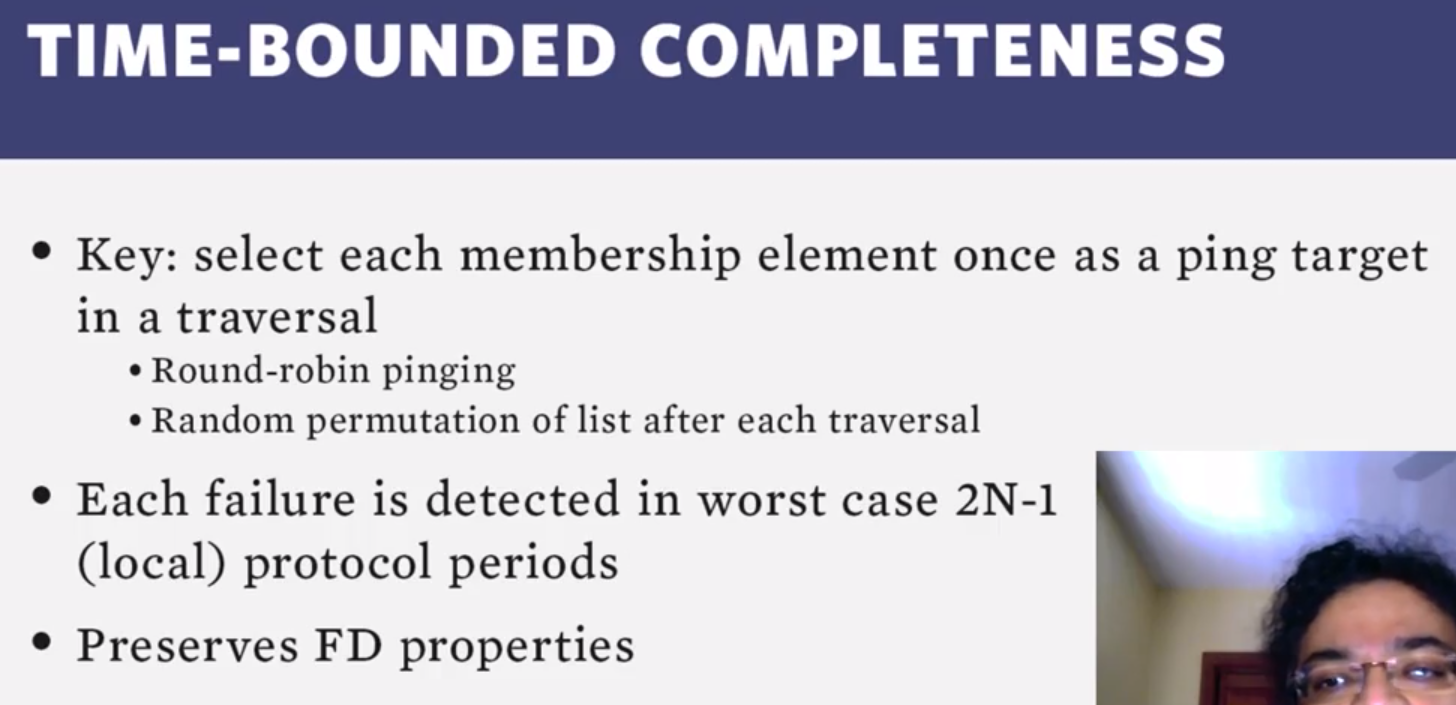 TIME-BOUNDED COMPLETENESS
• Key: select each membership element once as a ping target
in a traversal
• Round-robin pinging
• Random permutation of list after each traversal
• Each failure is detected in worst case 2N-1
(local) protocol periods
• Preserves FD properties